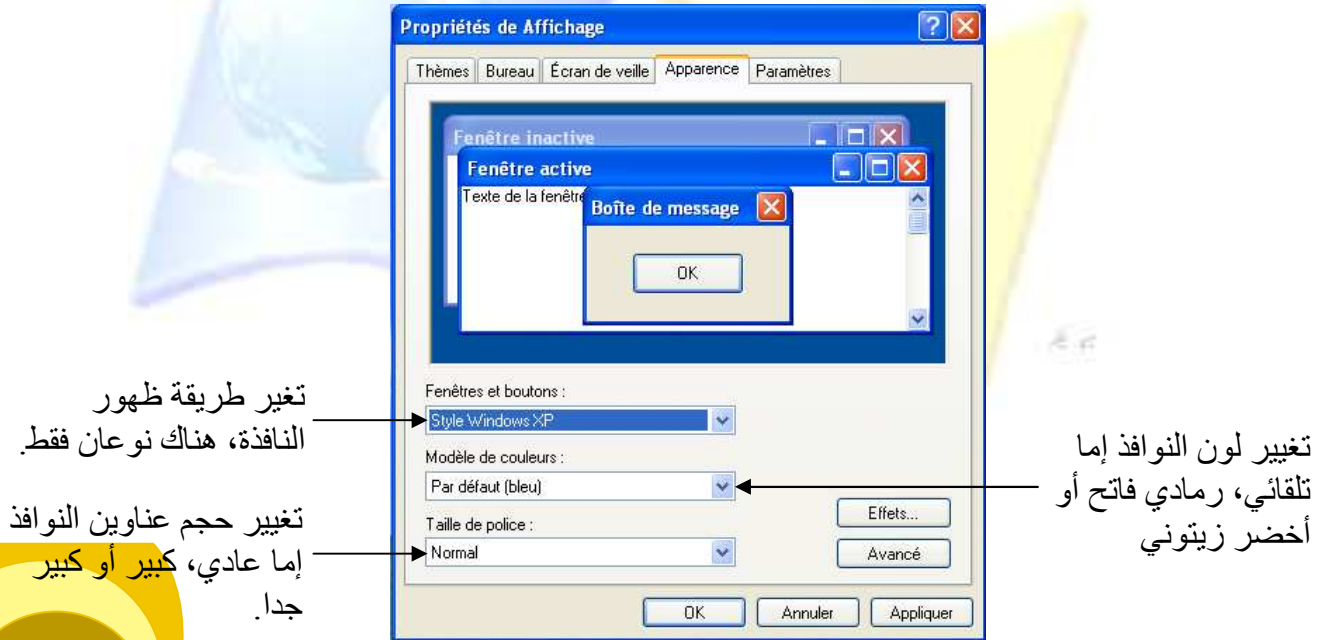 Propriétés de Affichage
Thèmes Bureau Écran de veille Apparence Paramètres
Fenêtre inactive
Fenêtre active
Texte de la fenêtre
Boîte de message
OK
Fenêtres et boutons :
Style Windows XP
Modèle de couleurs :
Par défaut (bleu)
Taille de police :
Normal
Effets...
Avancé
OK Annuler Appliquer
تغير طريقة ظهور
النافذة، هناك نوعان فقط.
تغيير حجم عناوين النوافذ
إما عادي، كبير أو كبير
جدا.
تغيير لون النوافذ إما
تلقائي، رمادي فاتح أو
أخضر زيتوني